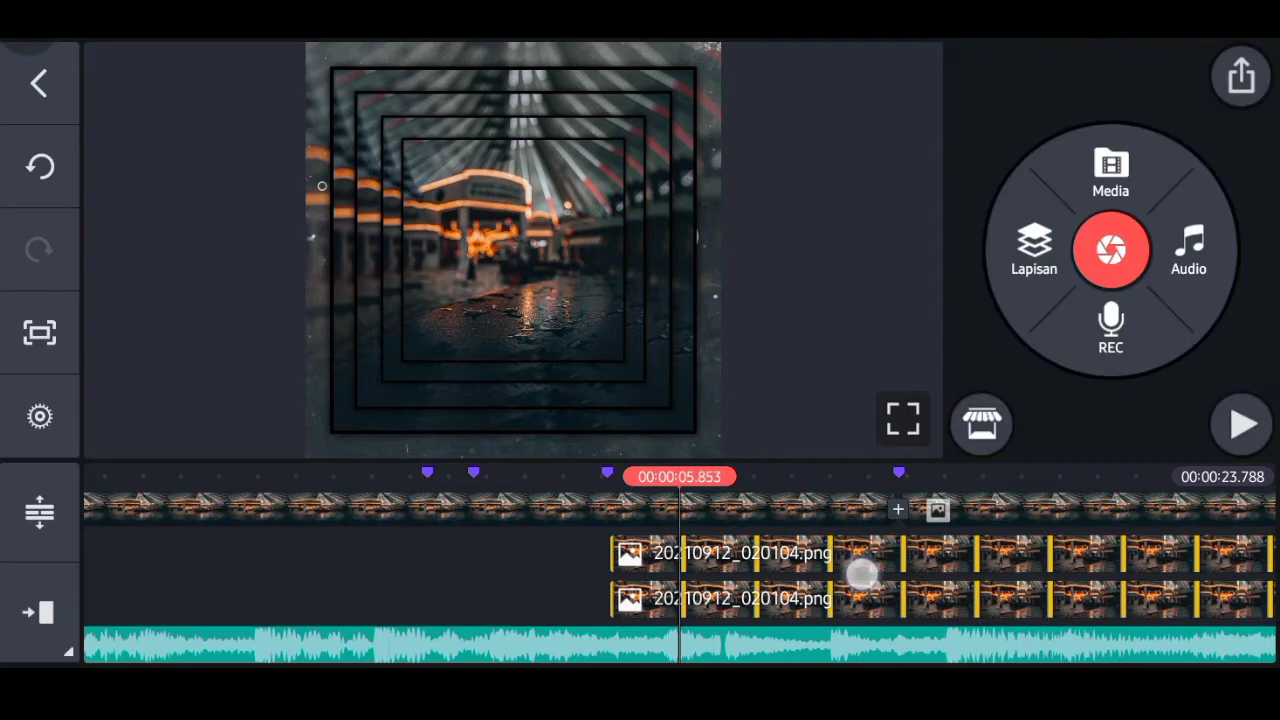 Media
Lapisan
Audio
REC
00:00:05.853
00:00:23.788
20210912_020104.png
20210912_020104.png